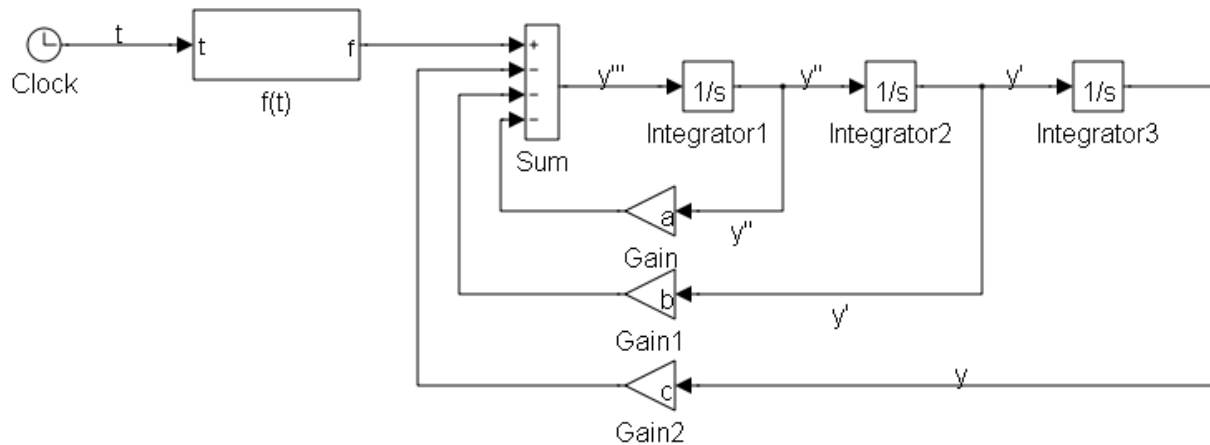 t
t
f
Clock
f(t)
+
−
−
−
Sum
y'''
1/s
Integrator1
y''
1/s
Integrator2
y'
1/s
Integrator3
a
y''
Gain
b
y'
Gain1
c
y
Gain2